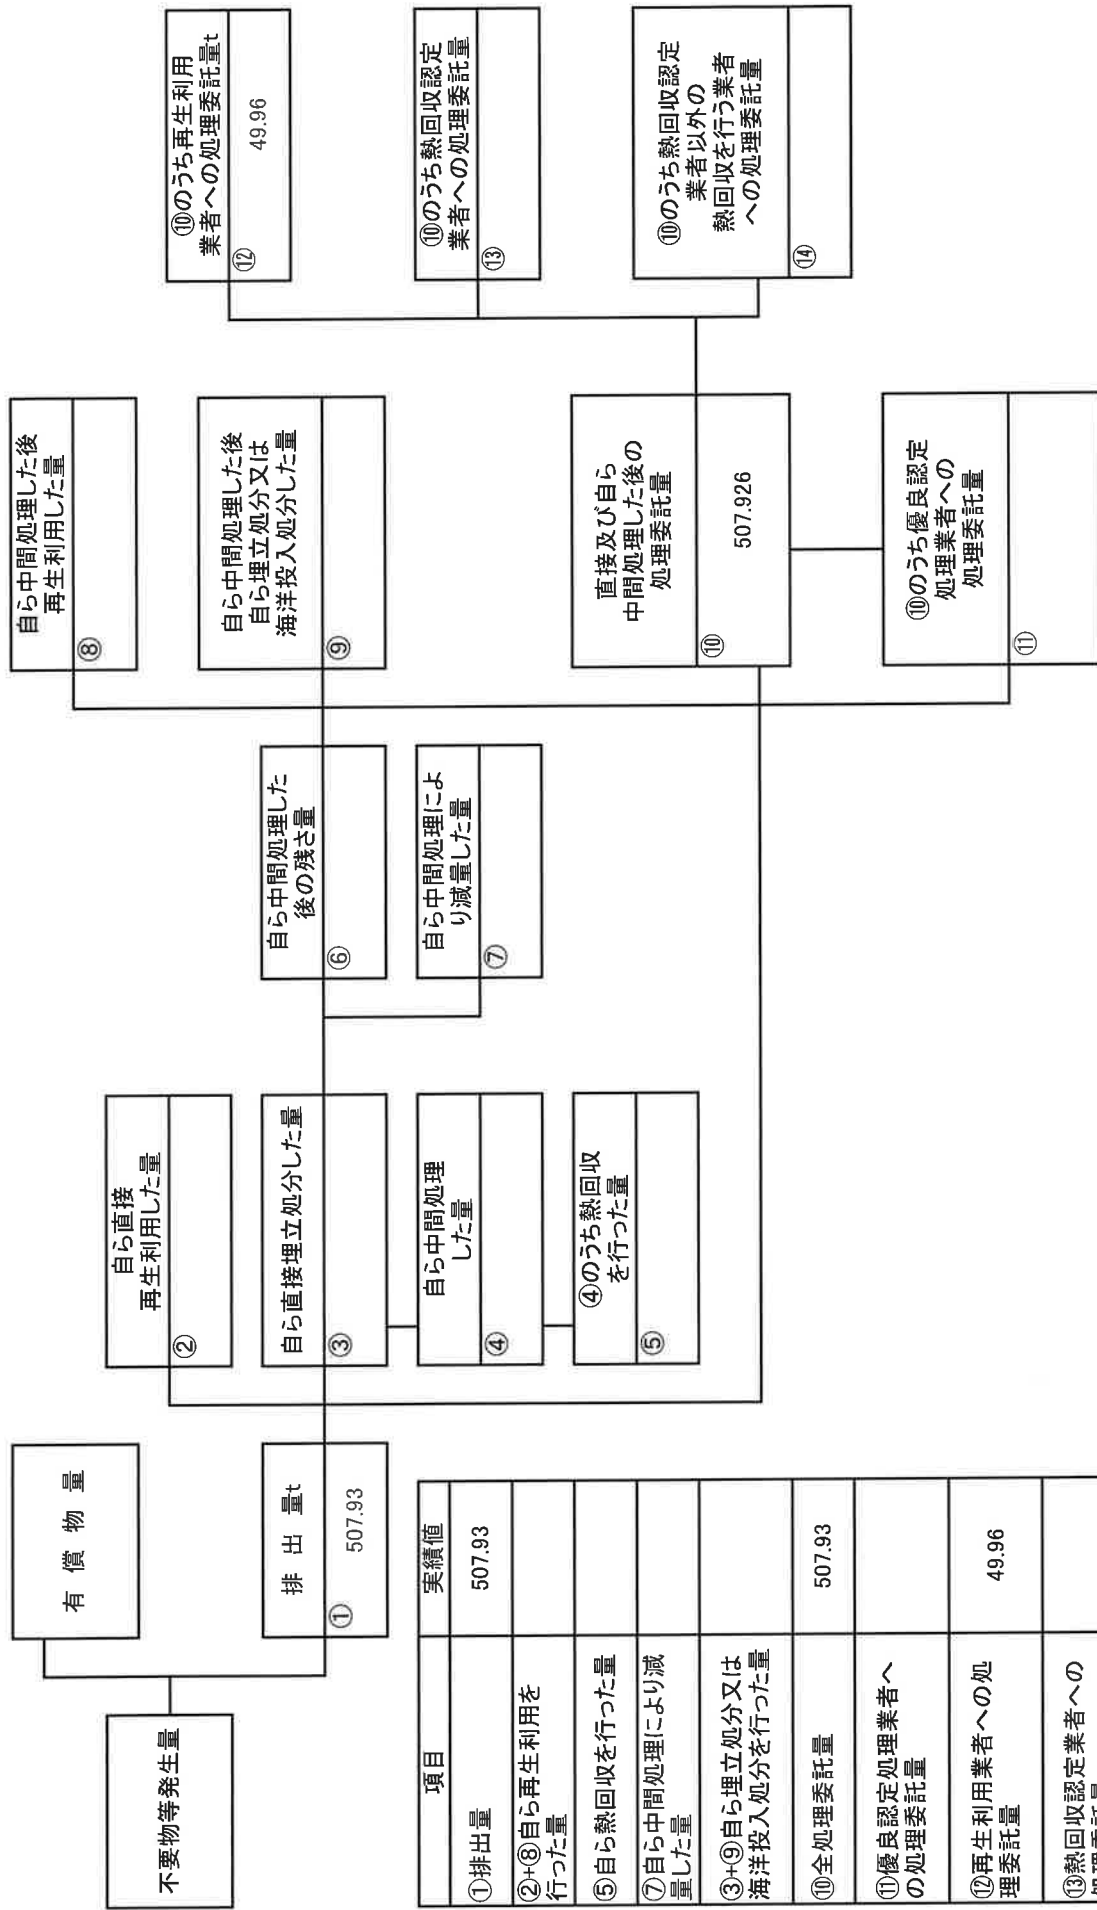 不要物等発生量
有 償 物 量
排 出 量t
①
507.93
自ら直接
再生利用した量
②
自ら直接埋立処分した量
③
自ら中間処理
した量
④
④のうち熱回収
を行った量
⑤
自ら中間処理した
後の残さ量
⑥
自ら中間処理によ
り減量した量
⑦
自ら中間処理した後
再生利用した量
⑧
自ら中間処理した後
自ら埋立処分又は
海洋投入処分した量
⑨
直接及び自ら
中間処理した後の
処理委託量
⑩
507.926
⑩のうち優良認定
処理業者への
処理委託量
⑪
⑩のうち再生利用
業者への処理委託量t
⑫
49.96
⑩のうち熱回収認定
業者への処理委託量
⑬
⑩のうち熱回収認定
業者以外の
熱回収を行う業者
への処理委託量
⑭
項目 実績値
①排出量 507.93
②+⑧自ら再生利用を
行った量
⑤自ら熱回収を行った量
⑦自ら中間処理により減
量した量
③+⑨自ら埋立処分又は
海洋投入処分を行った量
⑩全処理委託量 507.93
⑪優良認定処理業者へ
の処理委託量
⑫再生利用業者への処
理委託量 49.96
⑬熱回収認定業者への